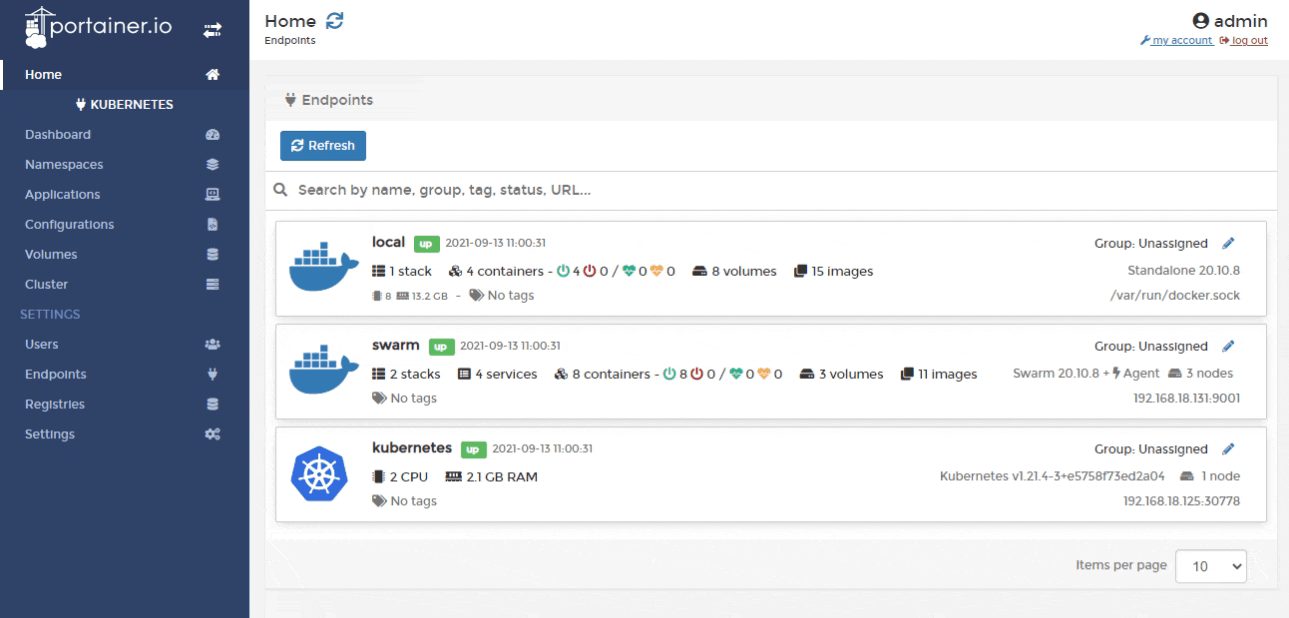 portainer.io
Home
KUBERNETES
Dashboard
Namespaces
Applications
Configurations
Volumes
Cluster
SETTINGS
Users
Endpoints
Registries
Settings
Home
Endpoints
admin
my account log out
Endpoints
Refresh
Search by name, group, tag, status, URL...
local up 2021-09-13 11:00:31 Group: Unassigned
1 stack 4 containers - 4 0 / 0 0 8 volumes 15 images Standalone 20.10.8
8 13.2 GB - No tags /var/run/docker.sock
swarm up 2021-09-13 11:00:31 Group: Unassigned
2 stacks 4 services 8 containers - 8 0 / 0 0 3 volumes 11 images Swarm 20.10.8 + Agent 3 nodes
No tags 192.168.18.131:9001
kubernetes up 2021-09-13 11:00:31 Group: Unassigned
2 CPU 2.1 GB RAM Kubernetes v1.21.4-3+e5758f73ed2a04 1 node
No tags 192.168.18.125:30778
Items per page 10